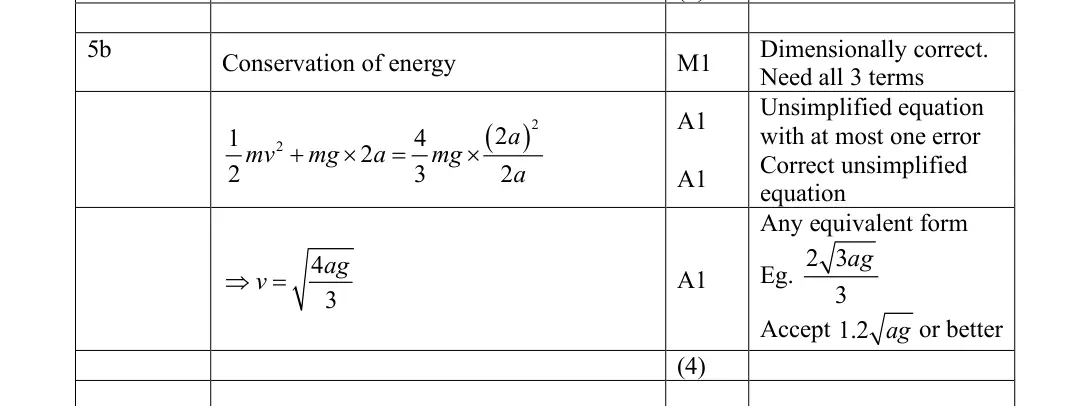 5b
Conservation of energy
M1
Dimensionally correct.
Need all 3 terms
1/2 mv² + mg × 2a = 4/3 mg × (2a)²/2a
A1
A1
Unsimplified equation
with at most one error
Correct unsimplified
equation
⇒ v = √(4ag/3)
A1
Any equivalent form
Eg. 2√(3ag)/3
Accept 1.2√(ag) or better
(4)